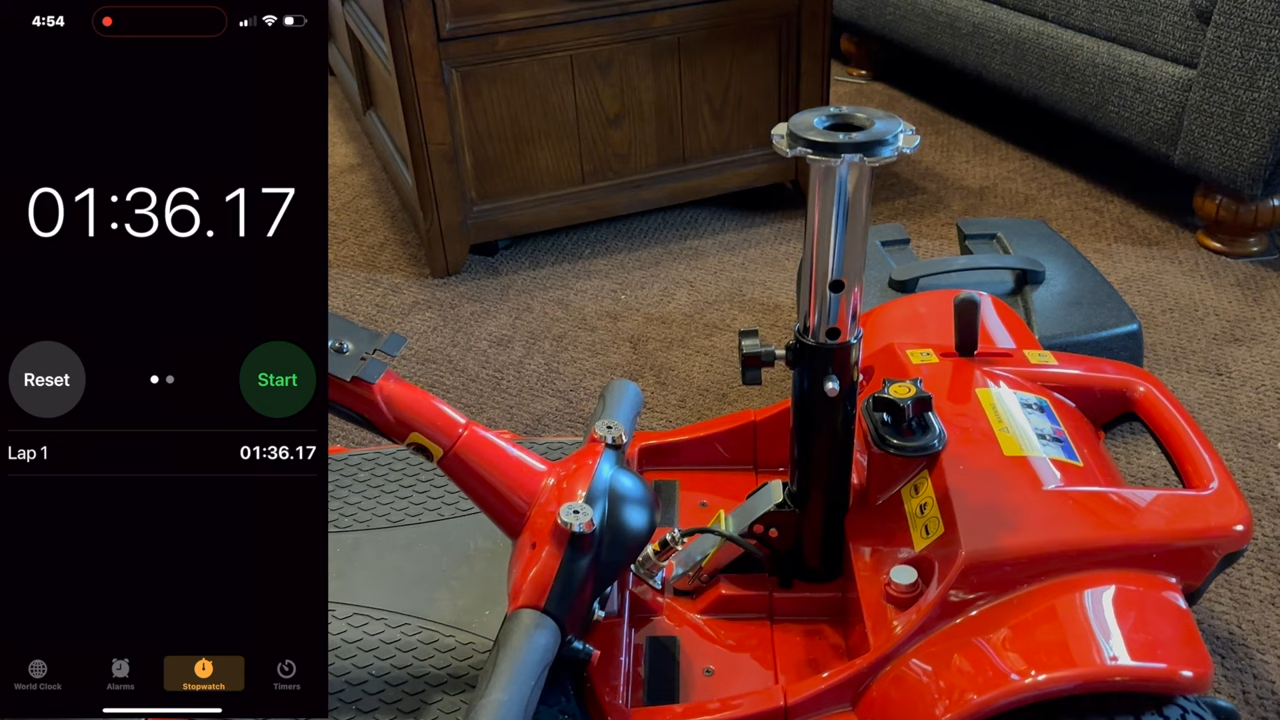 4:54
01:36.17
Reset
Start
Lap 1
01:36.17
World Clock
Alarms
Stopwatch
Timers